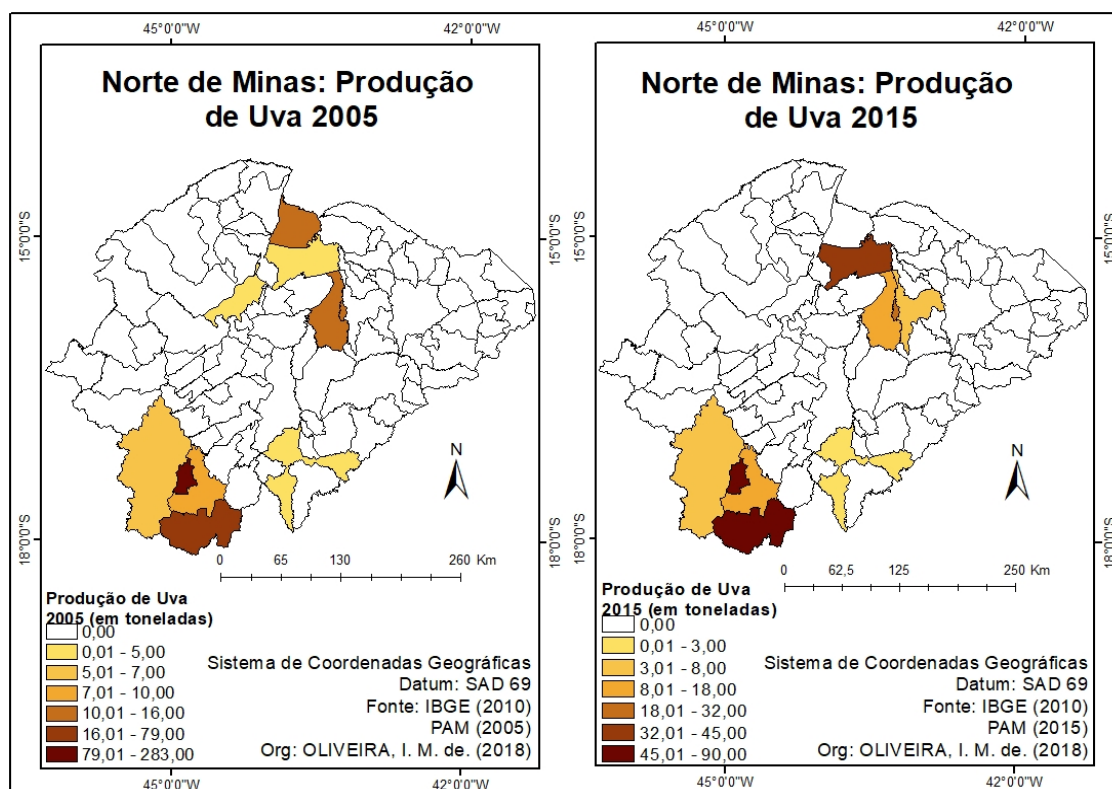 45°0'0"W
42°0'0"W
Norte de Minas: Produção
de Uva 2005
15°0'0"S
18°0'0"S
N
0 65 130 260 Km
Produção de Uva
2005 (em toneladas)
0,00
0,01 - 5,00
5,01 - 7,00
7,01 - 10,00
10,01 - 16,00
16,01 - 79,00
79,01 - 283,00
Sistema de Coordenadas Geográficas
Datum: SAD 69
Fonte: IBGE (2010)
PAM (2005)
Org: OLIVEIRA, I. M. de. (2018)
45°0'0"W
42°0'0"W
45°0'0"W
42°0'0"W
Norte de Minas: Produção
de Uva 2015
15°0'0"S
15°0'0"S
18°0'0"S
18°0'0"S
N
0 62,5 125 250 Km
Produção de Uva
2015 (em toneladas)
0,00
0,01 - 3,00
3,01 - 8,00
8,01 - 18,00
18,01 - 32,00
32,01 - 45,00
45,01 - 90,00
Sistema de Coordenadas Geográficas
Datum: SAD 69
Fonte: IBGE (2010)
PAM (2015)
Org: OLIVEIRA, I. M. de. (2018)
45°0'0"W
42°0'0"W